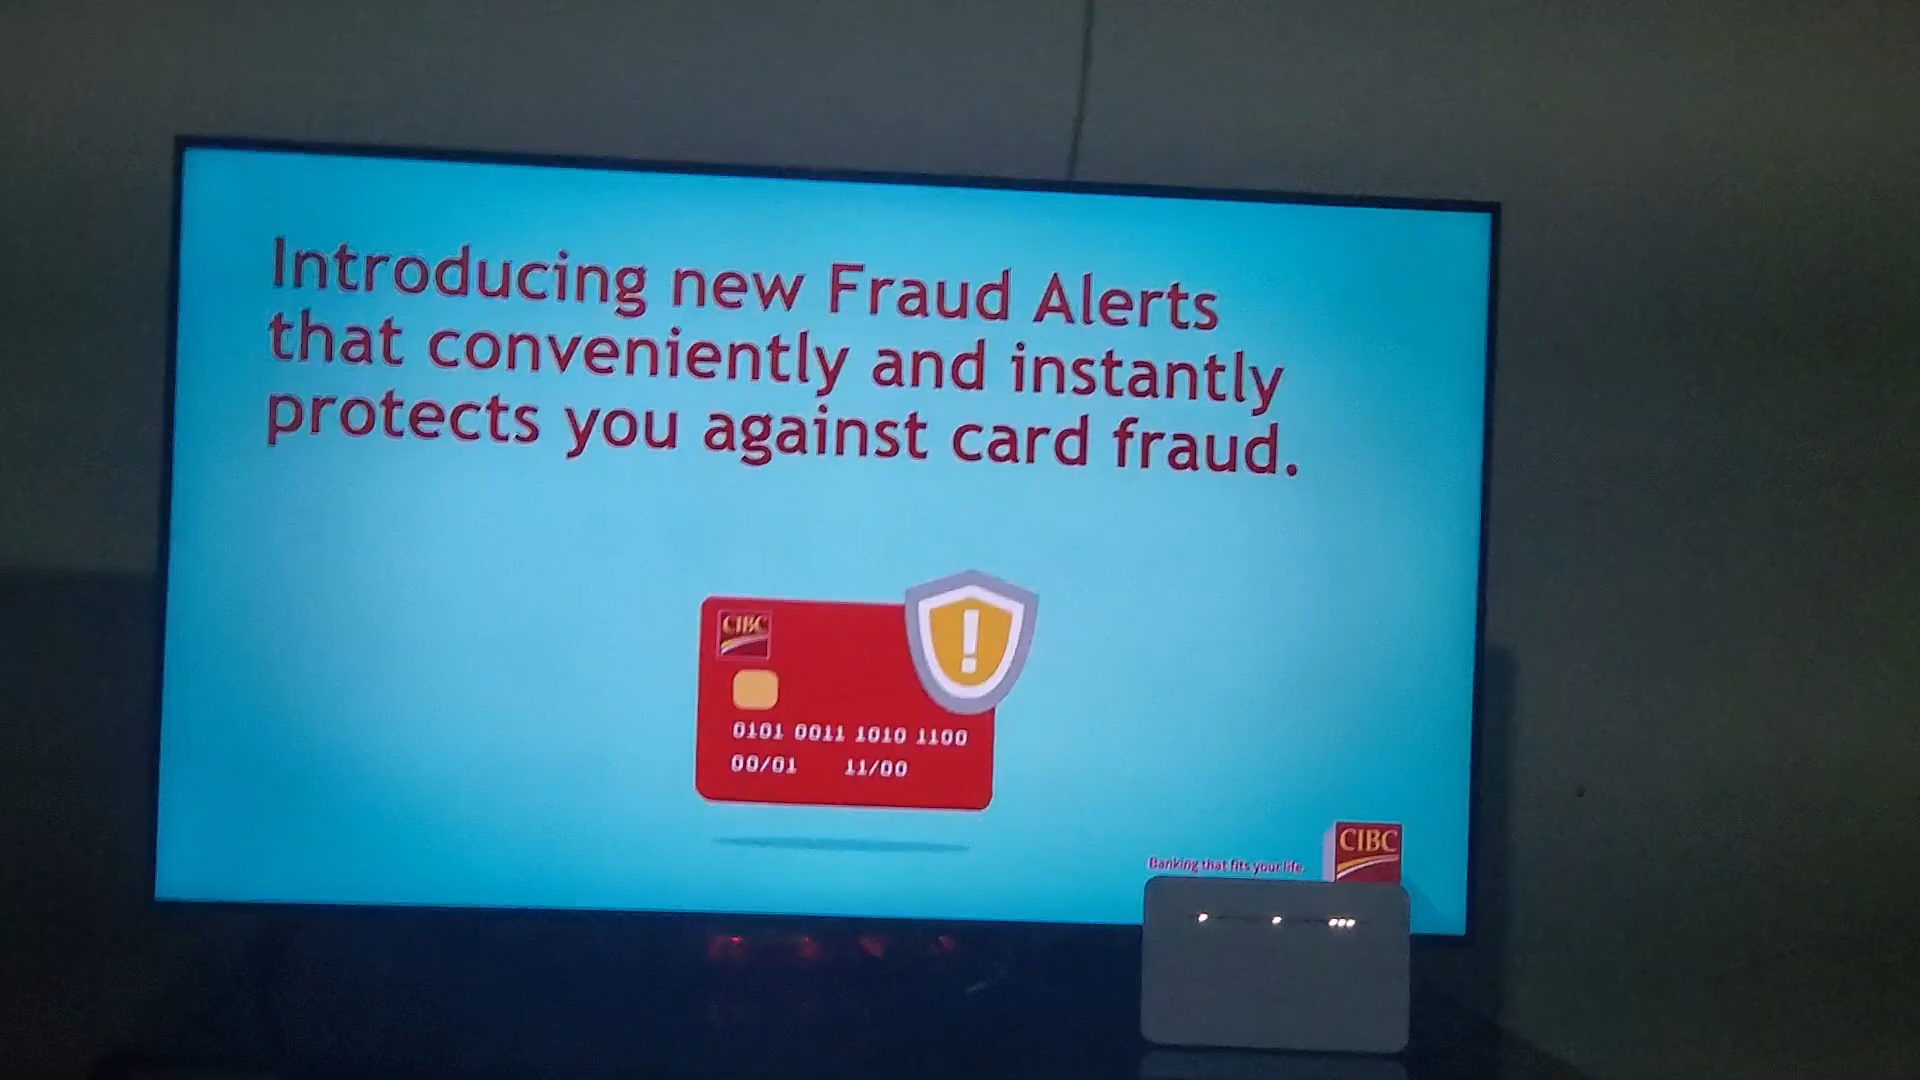 Introducing new Fraud Alerts
that conveniently and instantly
protects you against card fraud.
CIBC
0101 0011 1010 1100
00/01 11/00
Banking that fits your life.
CIBC